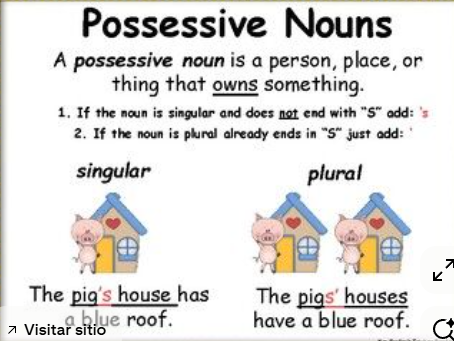 Possessive Nouns
A possessive noun is a person, place, or
thing that owns something.
1. If the noun is singular and does not end with "S" add: 's
2. If the noun is plural already ends in "S" just add: '
singular
plural
The pig's house has
a blue roof.
The pigs' houses
have a blue roof.
Visitar sitio